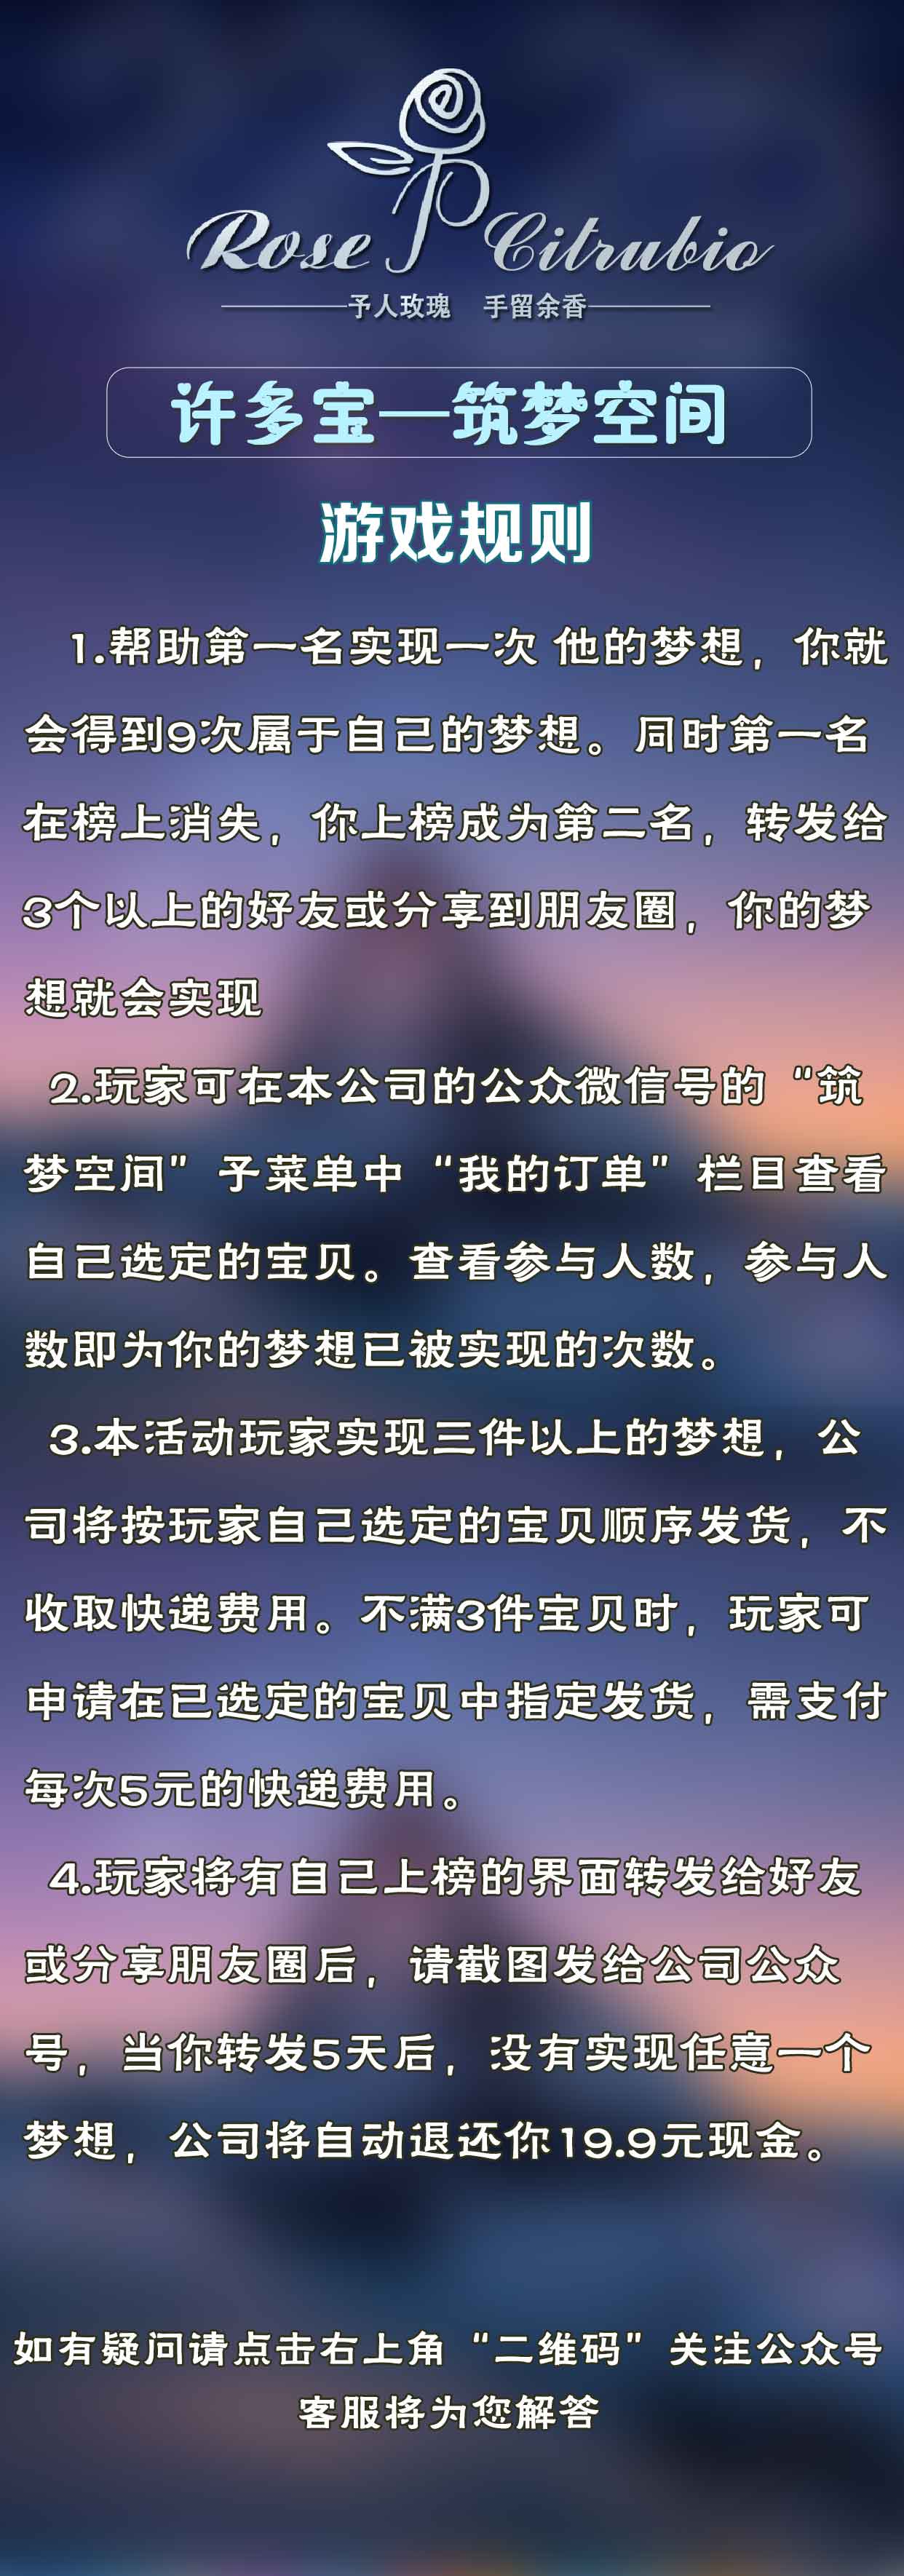 Rose Citrubio
予人玫瑰 手留余香
许多宝—筑梦空间
游戏规则
1.帮助第一名实现一次 他的梦想，你就
会得到9次属于自己的梦想。同时第一名
在榜上消失，你上榜成为第二名，转发给
3个以上的好友或分享到朋友圈，你的梦
想就会实现
2.玩家可在本公司的公众微信号的“筑
梦空间” 子菜单中“我的订单” 栏目查看
自己选定的宝贝。查看参与人数，参与人
数即为你的梦想已被实现的次数。
3.本活动玩家实现三件以上的梦想，公
司将按玩家自己选定的宝贝顺序发货，不
收取快递费用。不满3件宝贝时，玩家可
申请在已选定的宝贝中指定发货，需支付
每次5元的快递费用。
4.玩家将有自己上榜的界面转发给好友
或分享朋友圈后，请截图发给公司公众
号，当你转发5天后，没有实现任意一个
梦想，公司将自动退还你19.9元现金。
如有疑问请点击右上角“二维码”关注公众号
客服将为您解答